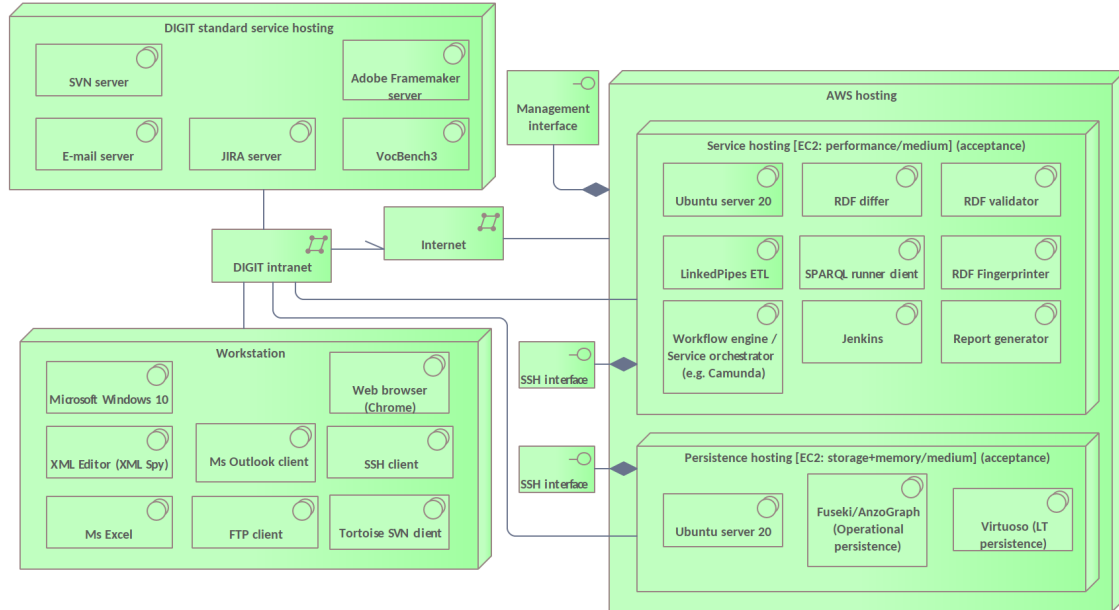 DIGIT standard service hosting
SVN server
Adobe Framemaker
server
E-mail server
JIRA server
VocBench3
Management
interface
AWS hosting
Service hosting [EC2: performance/medium] (acceptance)
Ubuntu server 20
RDF differ
RDF validator
DIGIT intranet
Internet
LinkedPipes ETL
SPARQL runner client
RDF Fingerprinter
Workflow engine /
Service orchestrator
(e.g. Camunda)
Jenkins
Report generator
SSH interface
Workstation
Microsoft Windows 10
Web browser
(Chrome)
XML Editor (XML Spy)
Ms Outlook client
SSH client
Ms Excel
FTP client
Tortoise SVN client
SSH interface
Persistence hosting [EC2: storage+memory/medium] (acceptance)
Ubuntu server 20
Fuseki/AnzoGraph
(Operational
persistence)
Virtuoso (LT
persistence)